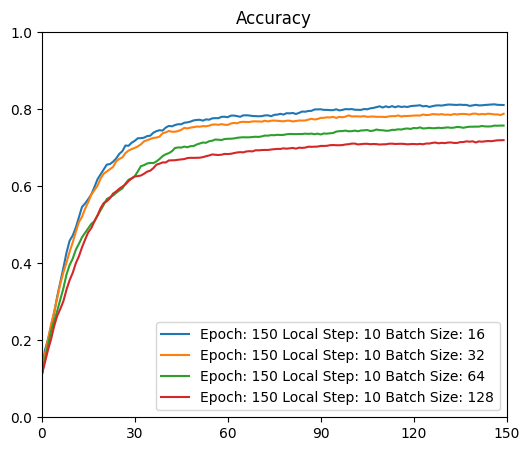 Accuracy
1.0
0.8
0.6
0.4
0.2
0.0
0 30 60 90 120 150
Epoch: 150 Local Step: 10 Batch Size: 16
Epoch: 150 Local Step: 10 Batch Size: 32
Epoch: 150 Local Step: 10 Batch Size: 64
Epoch: 150 Local Step: 10 Batch Size: 128